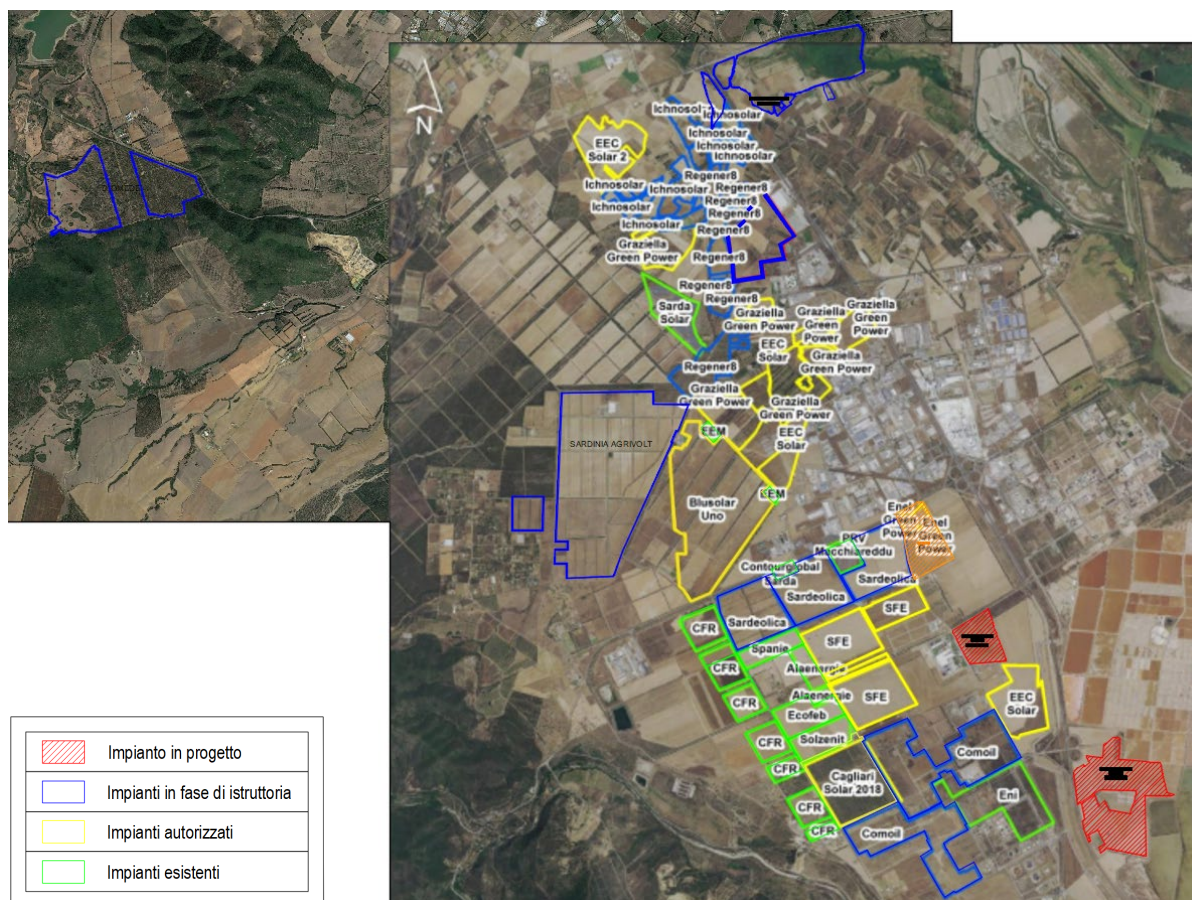 N
Ichnosolar
Ichnosolar
Ichnosolar
Ichnosolar
EEC
Solar 2
Regener8
Ichnosolar
Ichnosolar
Regener8
Regener8
Ichnosolar
Regener8
Ichnosolar
Regener8
Graziella
Green Power
Regener8
Regener8
Regener8
Sarda
Solar
Graziella
Green Power
Graziella
Green
Power
Graziella
Green
Power
EEC
Solar
Graziella
Green Power
Regener8
Graziella
Green Power
Graziella
Green Power
EEM
EEC
Solar
SARDINIA AGRIVOLT
EEM
Blusolar
Uno
Enel
Green
Power
Enel
Green
Power
PRV
Macchiareddu
Contourglobal
Sarda
Sardeolica
Sardeolica
SFE
Sardeolica
CFR
SFE
Spanie
CFR
Alaenergie
Alaenergie
SFE
CFR
Ecofeb
EEC
Solar
CFR
Solzenit
Comoil
CFR
Cagliari
Solar 2018
Eni
CFR
CFR
Comoil
Impianto in progetto
Impianti in fase di istruttoria
Impianti autorizzati
Impianti esistenti